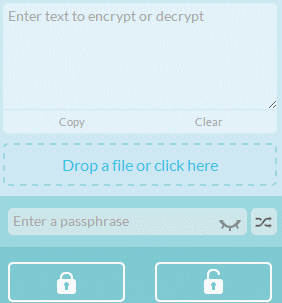 Enter text to encrypt or decrypt
Copy Clear
Drop a file or click here
Enter a passphrase